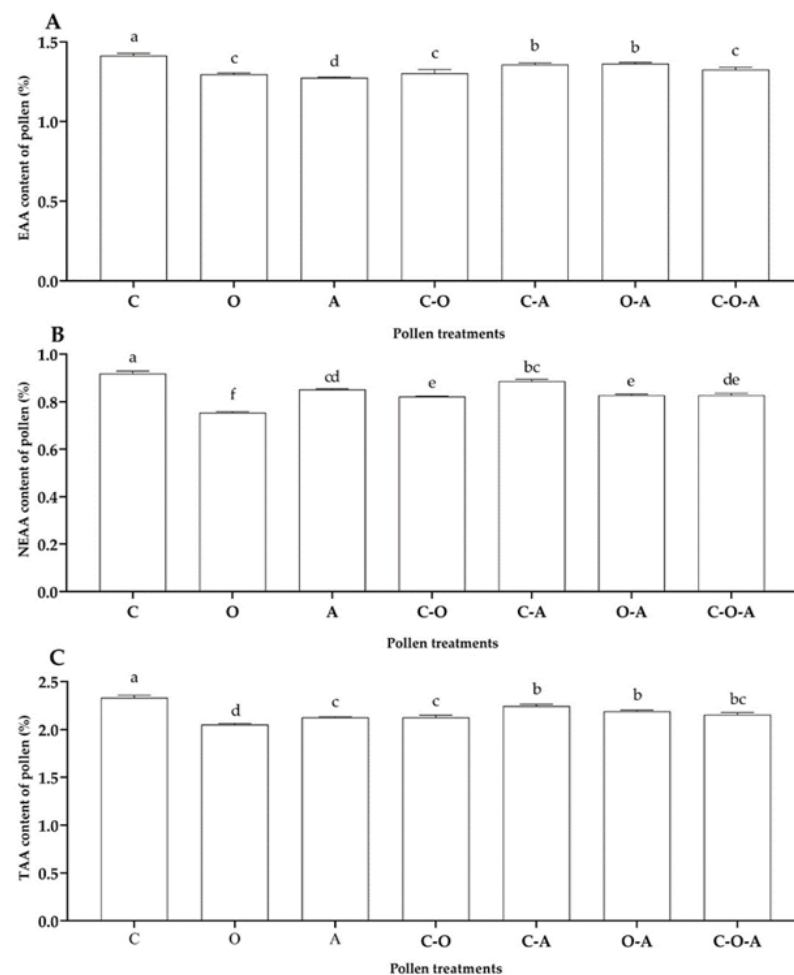 A
a
c
d
c
b
b
c
1.5
1.0
0.5
0.0
EAA content of pollen (%)
C O A C-O C-A O-A C-O-A
Pollen treatments
B
a
f
cd
e
bc
e
de
1.0
0.8
0.6
0.4
0.2
0.0
NEAA content of pollen (%)
C O A C-O C-A O-A C-O-A
Pollen treatments
C
a
d
c
c
b
b
bc
2.5
2.0
1.5
1.0
0.5
0.0
TAA content of pollen (%)
C O A C-O C-A O-A C-O-A
Pollen treatments